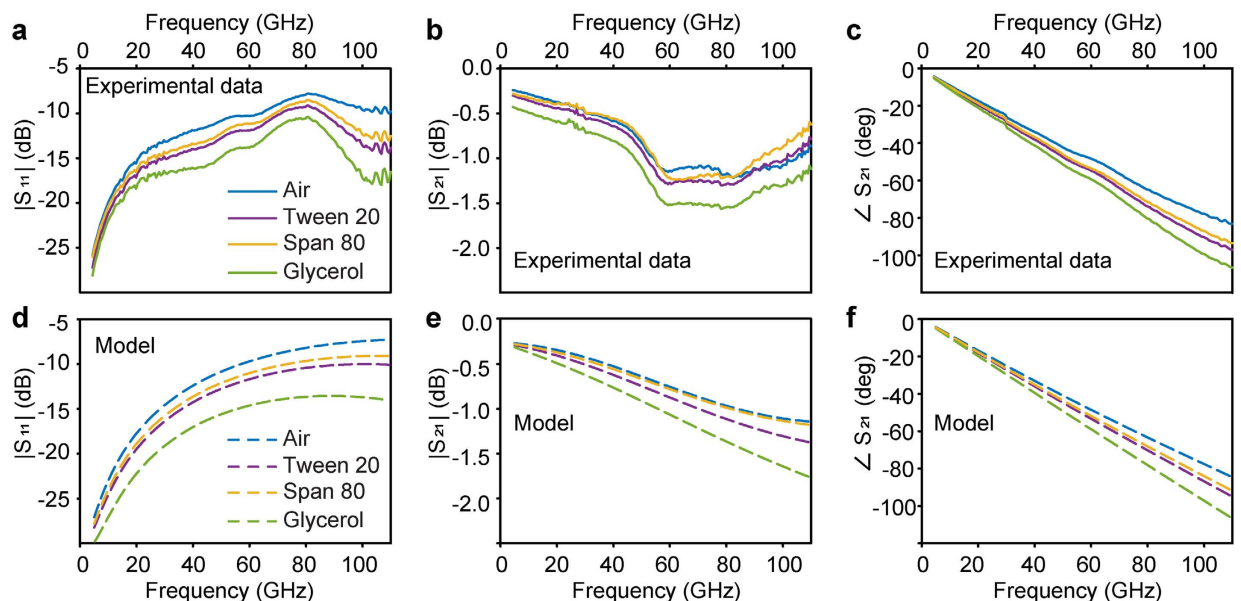 a
Frequency (GHz)
0 20 40 60 80 100
-5
-10
-15
-20
-25
|S₁₁| (dB)
Experimental data
Air
Tween 20
Span 80
Glycerol
b
Frequency (GHz)
0 20 40 60 80 100
0.0
-0.5
-1.0
-1.5
-2.0
|S₂₁| (dB)
Experimental data
c
Frequency (GHz)
0 20 40 60 80 100
0
-20
-40
-60
-80
-100
∠ S₂₁ (deg)
Experimental data
d
-5
-10
-15
-20
-25
|S₁₁| (dB)
Model
Air
Tween 20
Span 80
Glycerol
0 20 40 60 80 100
Frequency (GHz)
e
0.0
-0.5
-1.0
-1.5
-2.0
|S₂₁| (dB)
Model
0 20 40 60 80 100
Frequency (GHz)
f
0
-20
-40
-60
-80
-100
∠ S₂₁ (deg)
Model
0 20 40 60 80 100
Frequency (GHz)